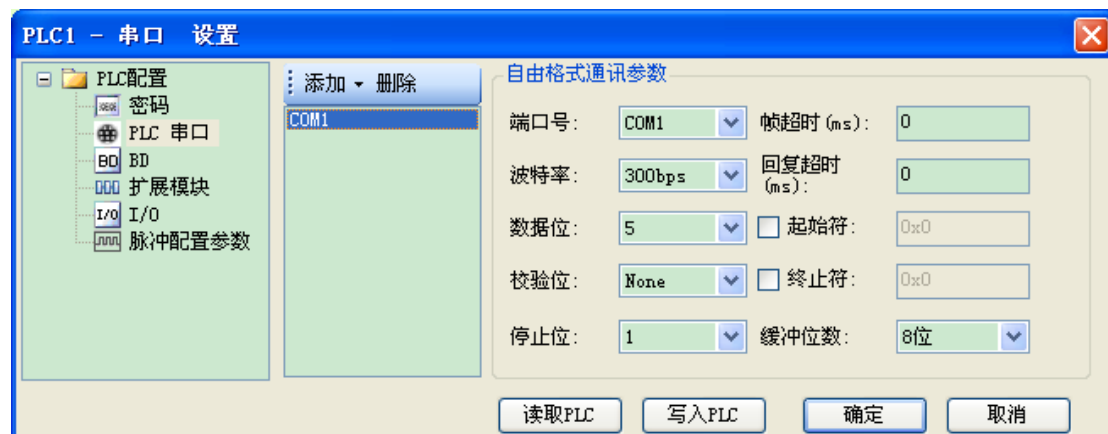 PLC1 - 串口 设置
PLC配置
密码
PLC 串口
BD BD
扩展模块
I/O I/O
脉冲配置参数
添加 删除
COM1
自由格式通讯参数
端口号: COM1 帧超时(ms): 0
波特率: 300bps 回复超时(ms): 0
数据位: 5 起始符: 0x0
校验位: None 终止符: 0x0
停止位: 1 缓冲位数: 8位
读取PLC 写入PLC 确定 取消